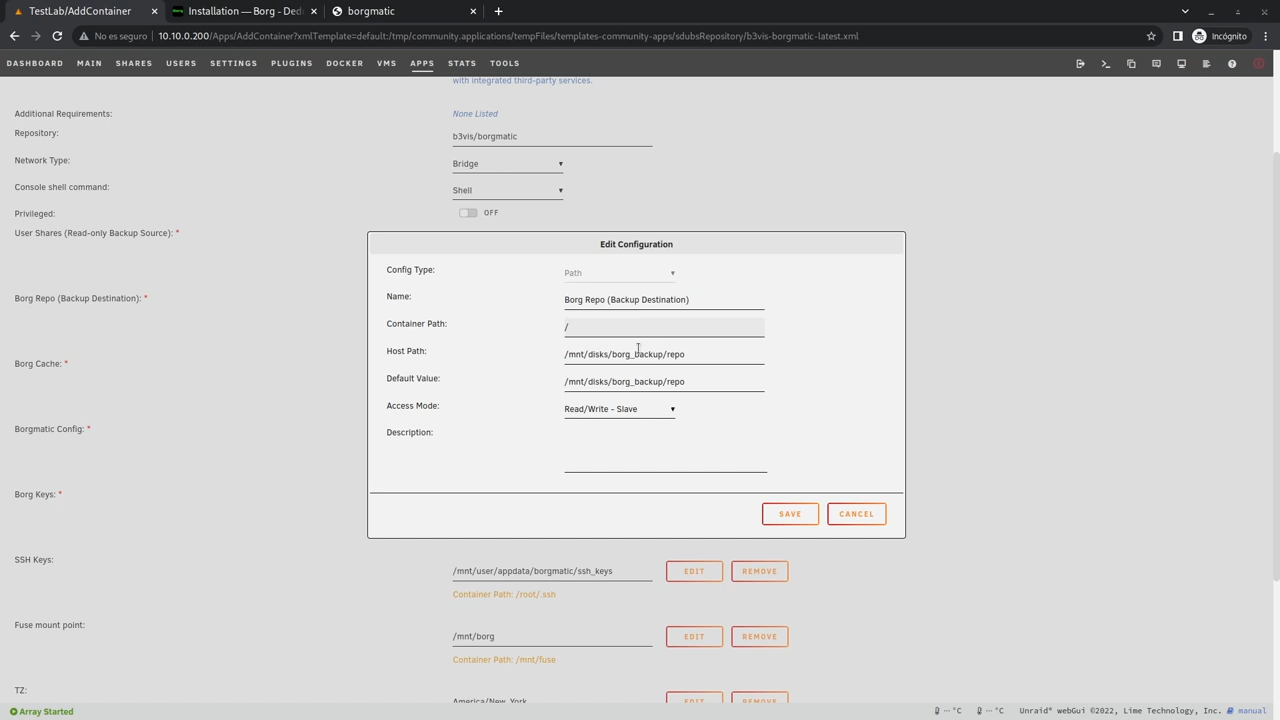 TestLab/AddContainer
Installation — Borg - Ded
borgmatic
No es seguro
10.10.0.200/Apps/AddContainer?xmlTemplate=default:/tmp/community.applications/tempFiles/templates-community-apps/sdubsRepository/b3vis-borgmatic-latest.xml
Incógnito
DASHBOARD MAIN SHARES USERS SETTINGS PLUGINS DOCKER VMS APPS STATS TOOLS
with integrated third-party services.
Additional Requirements: None Listed
Repository: b3vis/borgmatic
Network Type: Bridge
Console shell command: Shell
Privileged: OFF
User Shares (Read-only Backup Source): *
Edit Configuration
Config Type: Path
Name: Borg Repo (Backup Destination)
Container Path: /
Host Path: /mnt/disks/borg_backup/repo
Default Value: /mnt/disks/borg_backup/repo
Access Mode: Read/Write - Slave
Description:
SAVE CANCEL
Borg Repo (Backup Destination): *
Borg Cache: *
Borgmatic Config: *
Borg Keys: *
SSH Keys: /mnt/user/appdata/borgmatic/ssh_keys EDIT REMOVE
Container Path: /root/.ssh
Fuse mount point: /mnt/borg EDIT REMOVE
Container Path: /mnt/fuse
TZ: America/New_York EDIT REMOVE
Array Started
··· °C ··· °C Unraid® webGui ©2022, Lime Technology, Inc. manual